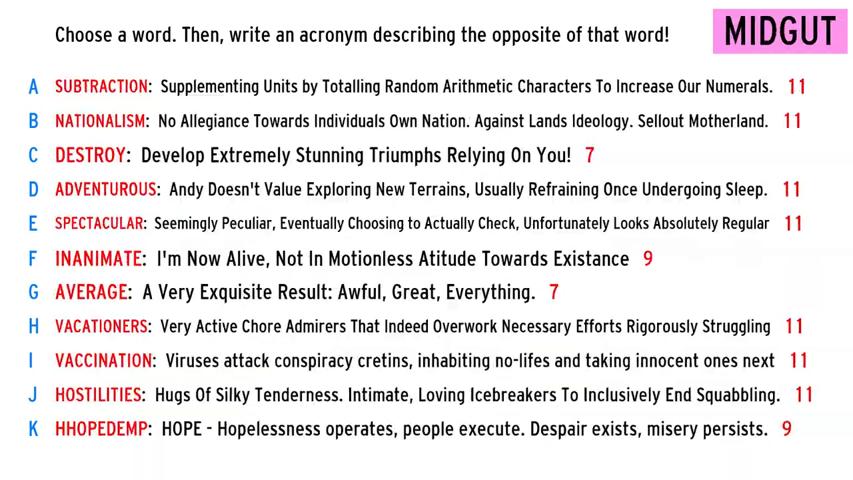 Choose a word. Then, write an acronym describing the opposite of that word! MIDGUT
A SUBTRACTION: Supplementing Units by Totalling Random Arithmetic Characters To Increase Our Numerals. 11
B NATIONALISM: No Allegiance Towards Individuals Own Nation. Against Lands Ideology. Sellout Motherland. 11
C DESTROY: Develop Extremely Stunning Triumphs Relying On You! 7
D ADVENTUROUS: Andy Doesn't Value Exploring New Terrains, Usually Refraining Once Undergoing Sleep. 11
E SPECTACULAR: Seemingly Peculiar, Eventually Choosing to Actually Check, Unfortunately Looks Absolutely Regular 11
F INANIMATE: I'm Now Alive, Not In Motionless Atitude Towards Existance 9
G AVERAGE: A Very Exquisite Result: Awful, Great, Everything. 7
H VACATIONERS: Very Active Chore Admirers That Indeed Overwork Necessary Efforts Rigorously Struggling 11
I VACCINATION: Viruses attack conspiracy cretins, inhabiting no-lifes and taking innocent ones next 11
J HOSTILITIES: Hugs Of Silky Tenderness. Intimate, Loving Icebreakers To Inclusively End Squabbling. 11
K HHOPEDEMP: HOPE - Hopelessness operates, people execute. Despair exists, misery persists. 9